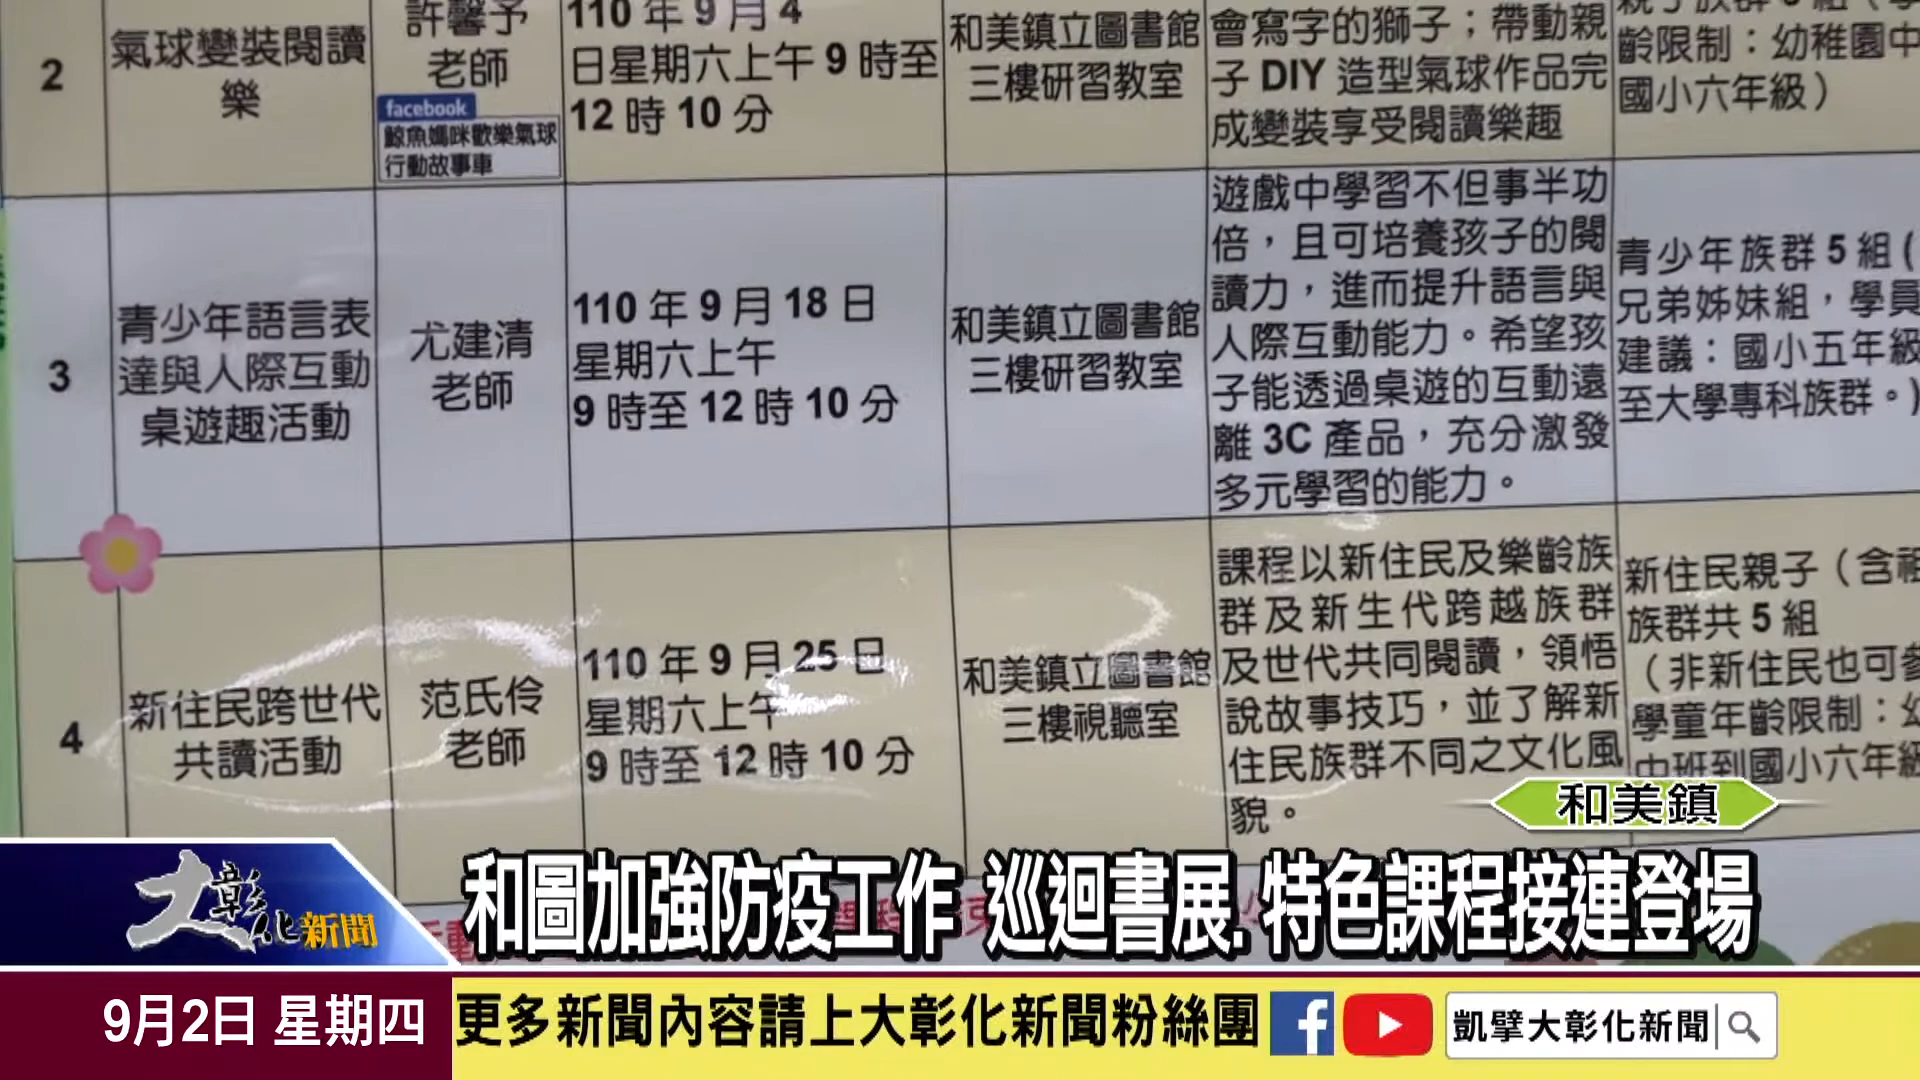 2
氣球變裝閱讀
樂
許馨予
老師
facebook
鯨魚媽咪歡樂氣球
行動故事車
110 年 9 月 4
日星期六上午 9 時至
12 時 10 分
和美鎮立圖書館
三樓研習教室
會寫字的獅子；帶動親
子 DIY 造型氣球作品完
成變裝享受閱讀樂趣
齡限制：幼稚園中
國小六年級）
3
青少年語言表
達與人際互動
桌遊趣活動
尤建清
老師
110 年 9 月 18 日
星期六上午
9 時至 12 時 10 分
和美鎮立圖書館
三樓研習教室
遊戲中學習不但事半功
倍，且可培養孩子的閱
讀力，進而提升語言與
人際互動能力。希望孩
子能透過桌遊的互動遠
離 3C 產品，充分激發
多元學習的能力。
青少年族群 5 組(
兄弟姊妹組，學員
建議：國小五年級
至大學專科族群。)
4
新住民跨世代
共讀活動
范氏伶
老師
110 年 9 月 25 日
星期六上午
9 時至 12 時 10 分
和美鎮立圖書館
三樓視聽室
課程以新住民及樂齡族
群及新生代跨越族群
及世代共同閱讀，領悟
說故事技巧，並了解新
住民族群不同之文化風
貌。
新住民親子（含祖
族群共 5 組
（非新住民也可參
學童年齡限制：幼
中班到國小六年級
和美鎮
大彰化新聞
和圖加強防疫工作 巡迴書展.特色課程接連登場
9月2日 星期四
更多新聞內容請上大彰化新聞粉絲團
凱擘大彰化新聞